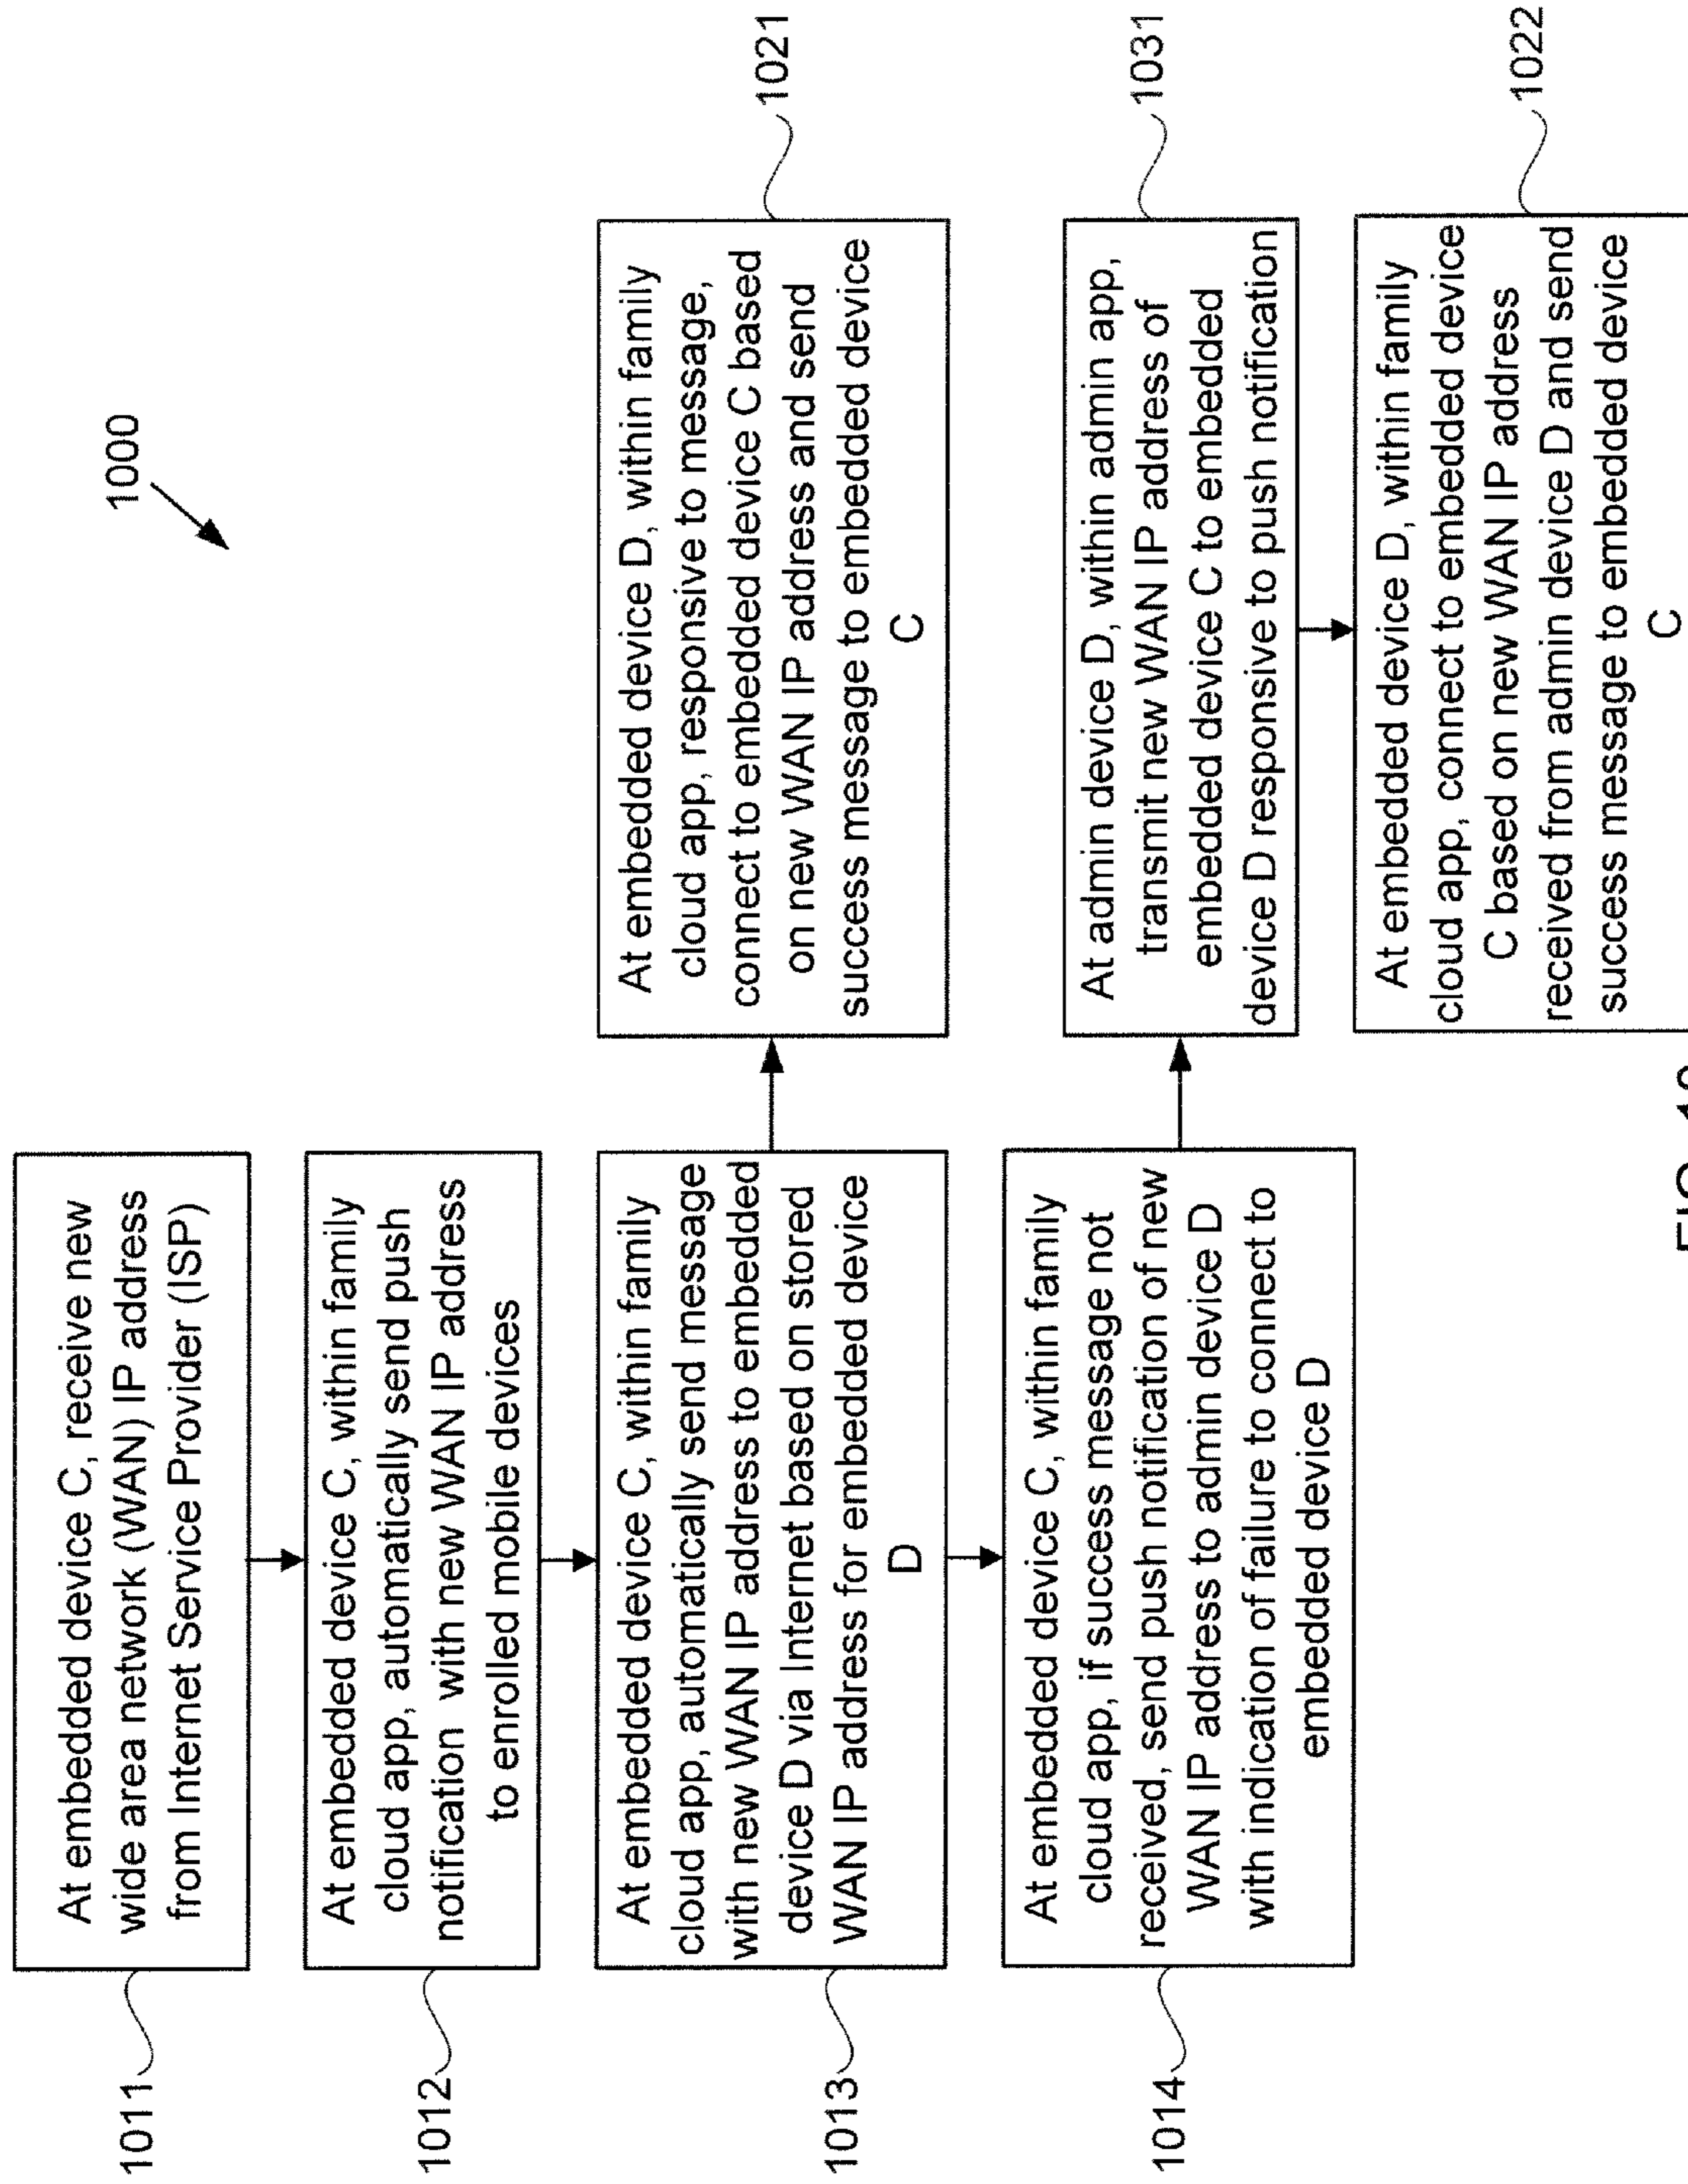 1000
1011
At embedded device C, receive new
wide area network (WAN) IP address
from Internet Service Provider (ISP)
1012
At embedded device C, within family
cloud app, automatically send push
notification with new WAN IP address
to enrolled mobile devices
1013
At embedded device C, within family
cloud app, automatically send message
with new WAN IP address to embedded
device D via Internet based on stored
WAN IP address for embedded device
D
1021
At embedded device D, within family
cloud app, responsive to message,
connect to embedded device C based
on new WAN IP address and send
success message to embedded device
C
1014
At embedded device C, within family
cloud app, if success message not
received, send push notification of new
WAN IP address to admin device D
with indication of failure to connect to
embedded device D
1031
At admin device D, within admin app,
transmit new WAN IP address of
embedded device C to embedded
device D responsive to push notification
1022
At embedded device D, within family
cloud app, connect to embedded device
C based on new WAN IP address
received from admin device D and send
success message to embedded device
C